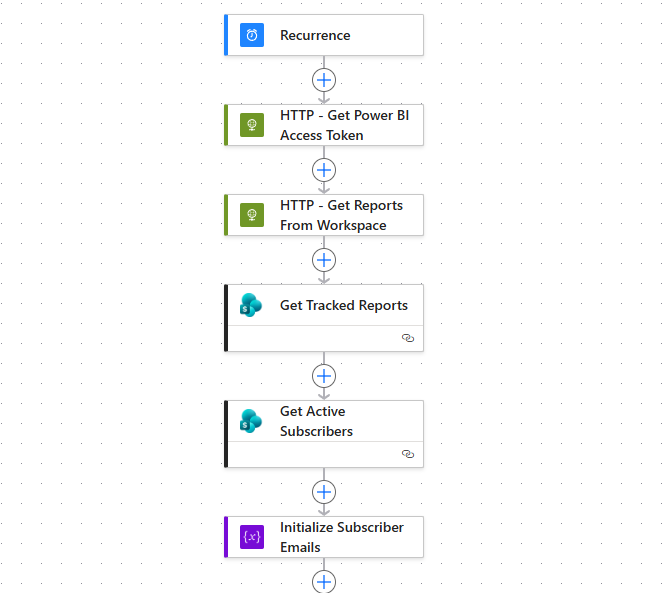 Recurrence
HTTP - Get Power BI
Access Token
HTTP - Get Reports
From Workspace
Get Tracked Reports
Get Active
Subscribers
{x}
Initialize Subscriber
Emails